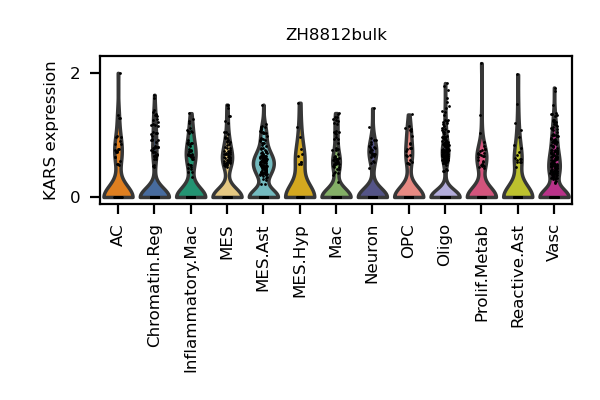 ZH8812bulk
KARS expression
2
0
AC
Chromatin.Reg
Inflammatory.Mac
MES
MES.Ast
MES.Hyp
Mac
Neuron
OPC
Oligo
Prolif.Metab
Reactive.Ast
Vasc